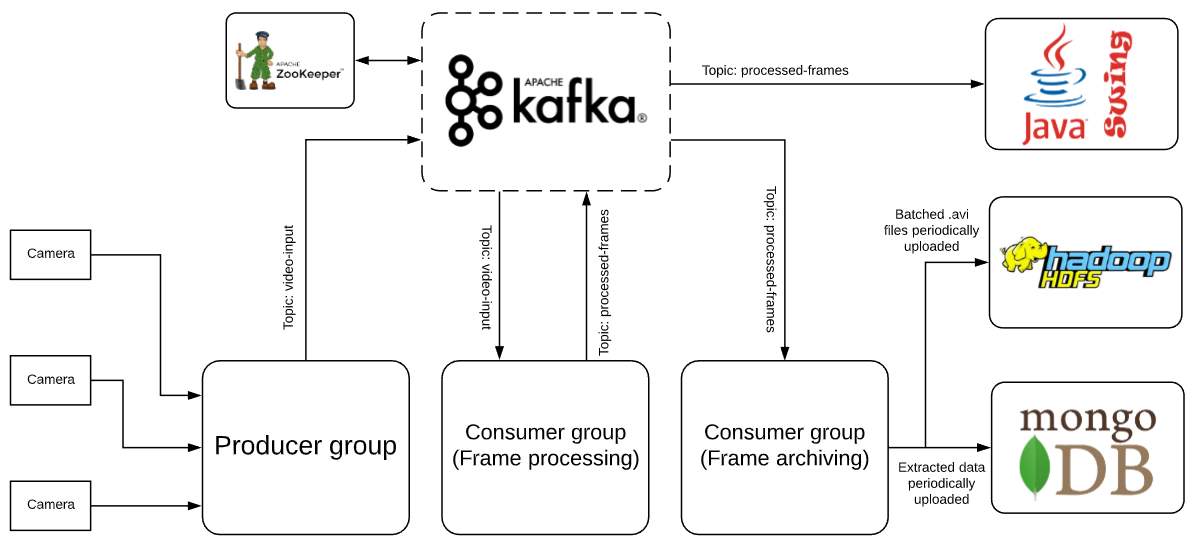 APACHE
ZooKeeper™
APACHE
kafka®
Topic: processed-frames
Java™
Swing
Topic: video-input
Topic: video-input
Topic: processed-frames
Topic: processed-frames
Batched .avi
files periodically
uploaded
hadoop
HDFS
Camera
Camera
Camera
Producer group
Consumer group
(Frame processing)
Consumer group
(Frame archiving)
Extracted data
periodically
uploaded
mongo
DB